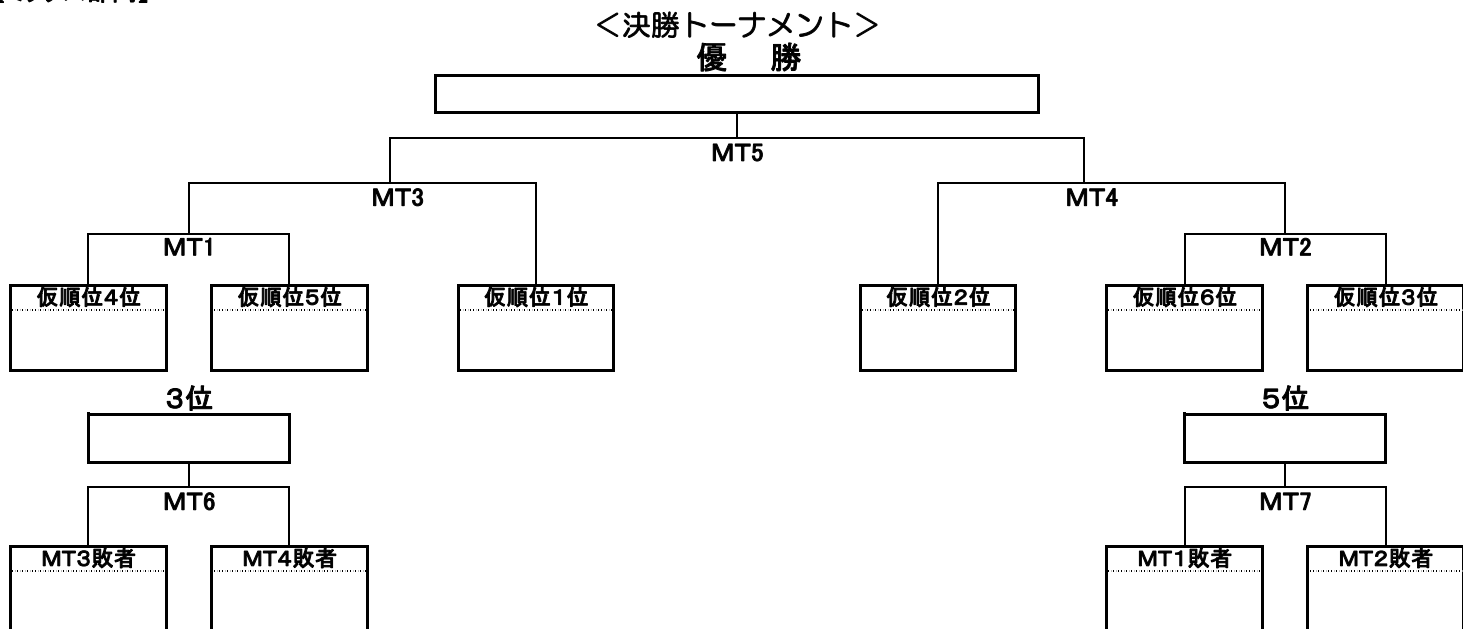 <決勝トーナメント>
優　勝
MT5
MT3
MT4
MT1
MT2
仮順位4位
仮順位5位
仮順位1位
仮順位2位
仮順位6位
仮順位3位
3位
5位
MT6
MT7
MT3敗者
MT4敗者
MT1敗者
MT2敗者